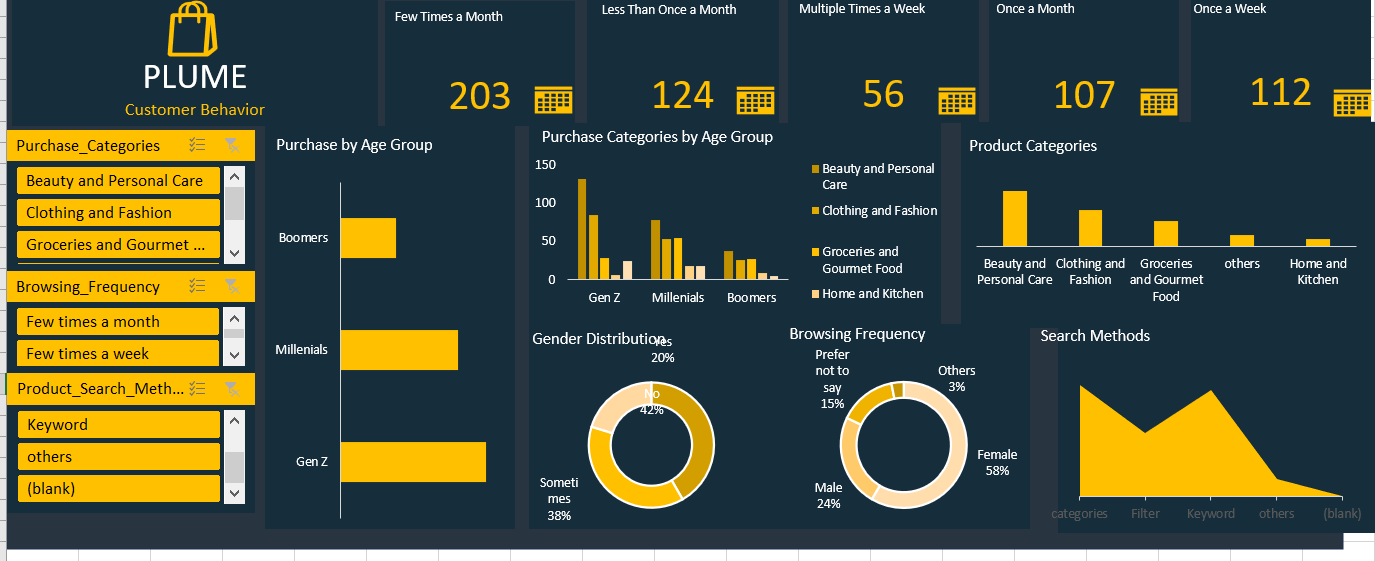 PLUME
Customer Behavior
Few Times a Month
203
Less Than Once a Month
124
Multiple Times a Week
56
Once a Month
107
Once a Week
112
Purchase_Categories
Beauty and Personal Care
Clothing and Fashion
Groceries and Gourmet ...
Browsing_Frequency
Few times a month
Few times a week
Product_Search_Meth...
Keyword
others
(blank)
Purchase by Age Group
Boomers
Millenials
Gen Z
Purchase Categories by Age Group
150
100
50
0
Gen Z
Millenials
Boomers
Beauty and Personal
Care
Clothing and Fashion
Groceries and
Gourmet Food
Home and Kitchen
Product Categories
Beauty and
Personal Care
Clothing and
Fashion
Groceries
and Gourmet
Food
others
Home and
Kitchen
Gender Distribution
Yes
20%
No
42%
Someti
mes
38%
Browsing Frequency
Prefer
not to
say
15%
Others
3%
Female
58%
Male
24%
Search Methods
categories
Filter
Keyword
others
(blank)